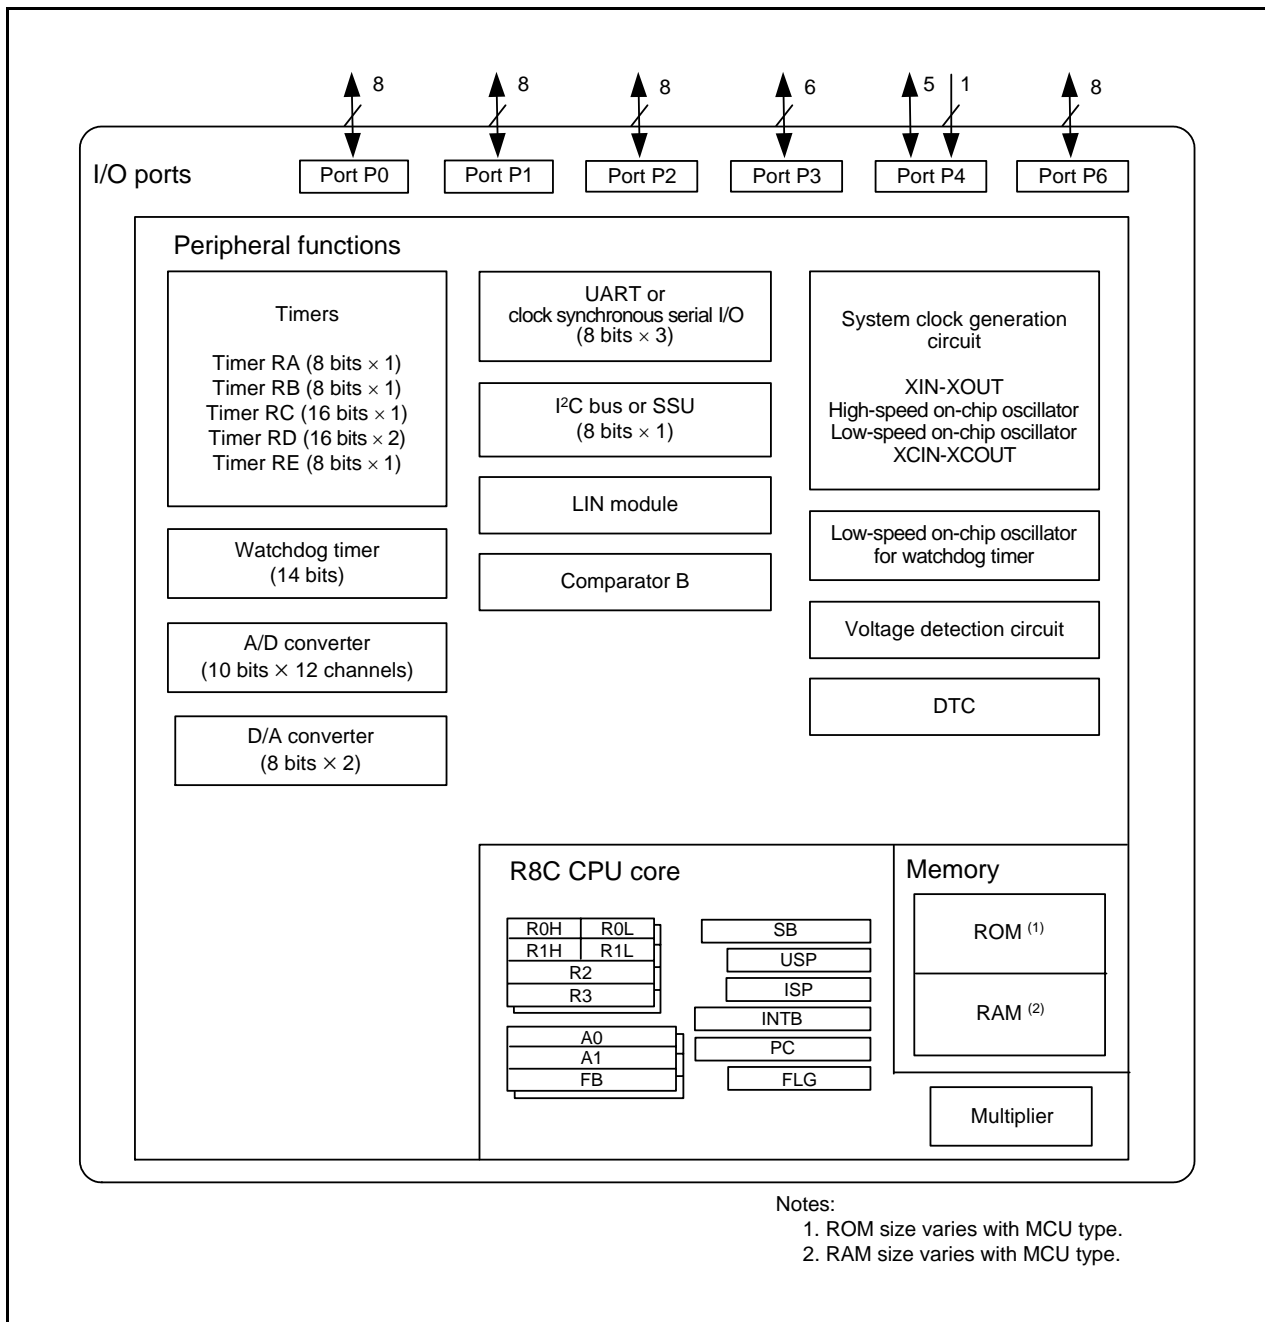 8 8 8 6 5 1 8
I/O ports
Port P0 Port P1 Port P2 Port P3 Port P4 Port P6
Peripheral functions
Timers
Timer RA (8 bits × 1)
Timer RB (8 bits × 1)
Timer RC (16 bits × 1)
Timer RD (16 bits × 2)
Timer RE (8 bits × 1)
Watchdog timer
(14 bits)
A/D converter
(10 bits × 12 channels)
D/A converter
(8 bits × 2)
UART or
clock synchronous serial I/O
(8 bits × 3)
I²C bus or SSU
(8 bits × 1)
LIN module
Comparator B
System clock generation
circuit
XIN-XOUT
High-speed on-chip oscillator
Low-speed on-chip oscillator
XCIN-XCOUT
Low-speed on-chip oscillator
for watchdog timer
Voltage detection circuit
DTC
R8C CPU core
R0H R0L
R1H R1L
R2
R3
A0
A1
FB
SB
USP
ISP
INTB
PC
FLG
Memory
ROM (1)
RAM (2)
Multiplier
Notes:
1. ROM size varies with MCU type.
2. RAM size varies with MCU type.